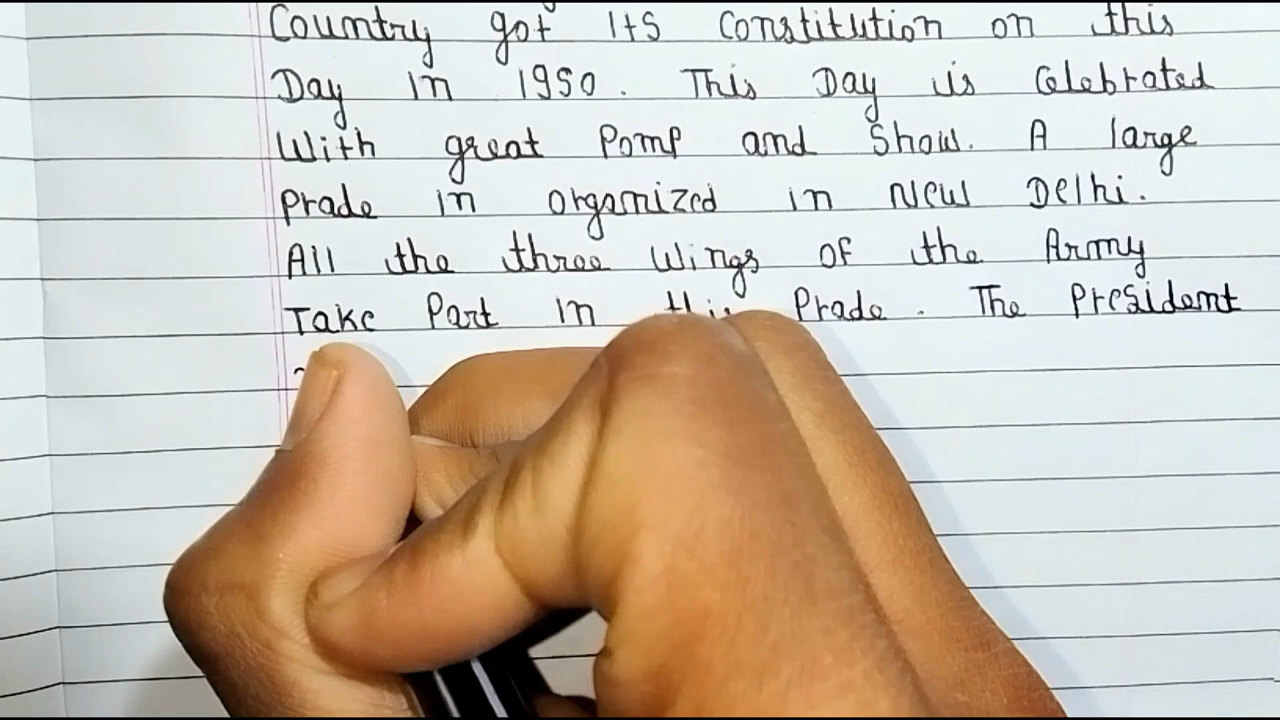 Country got Its Constitution on this
Day In 1950. This Day is Celebrated
With great Pomp and Show. A large
Prade In organized in New Delhi.
All the three Wings of the Army
Take Part In this Prade. The President